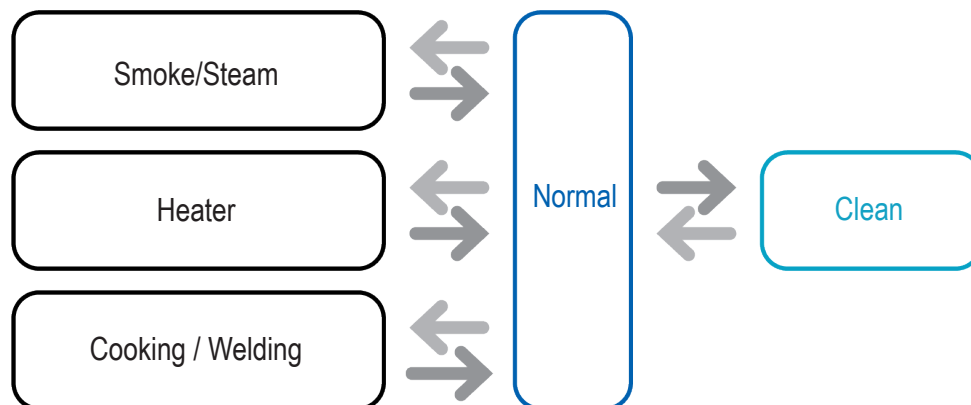 Smoke/Steam
Heater
Normal
Clean
Cooking / Welding